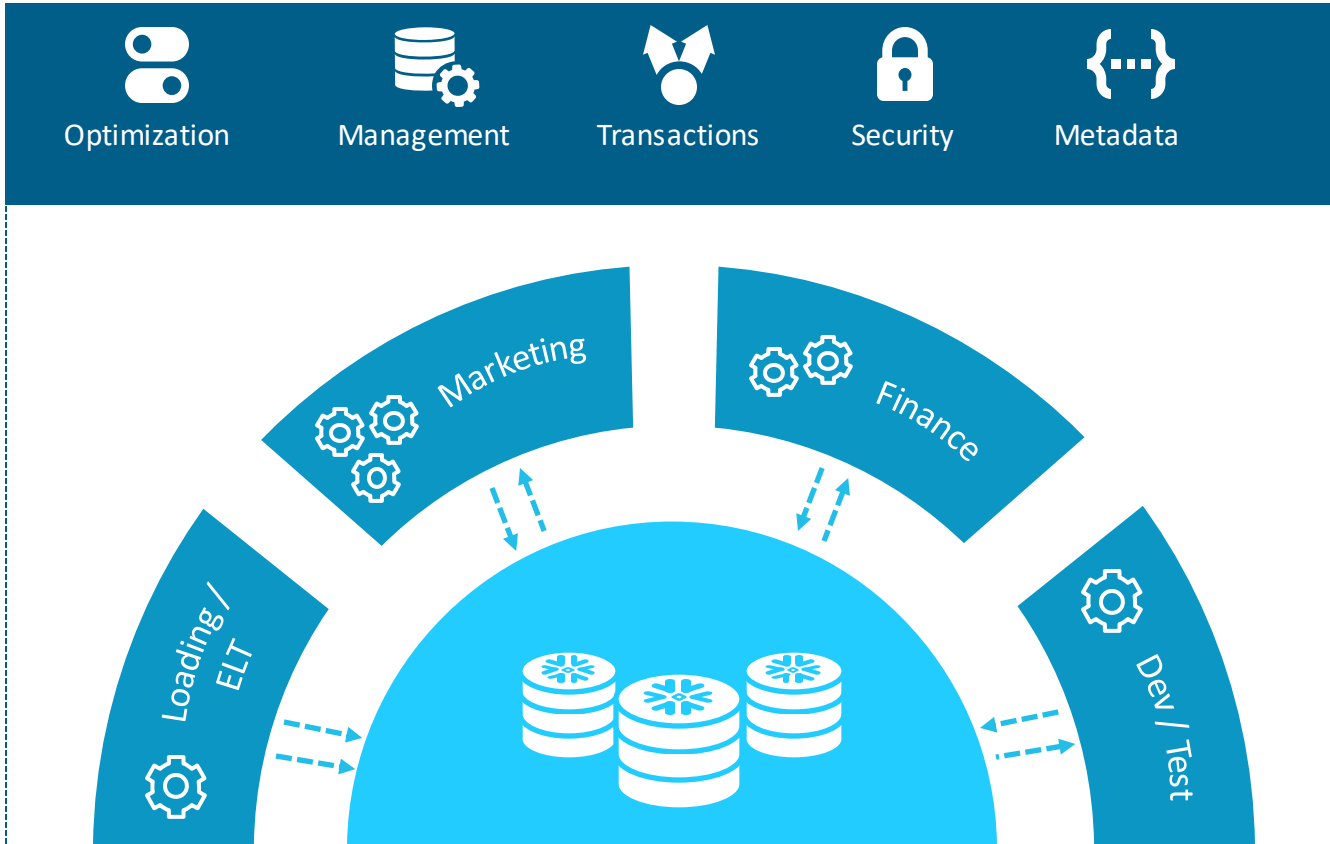 Optimization
Management
Transactions
Security
Metadata
Marketing
Finance
Loading /
ELT
Dev / Test